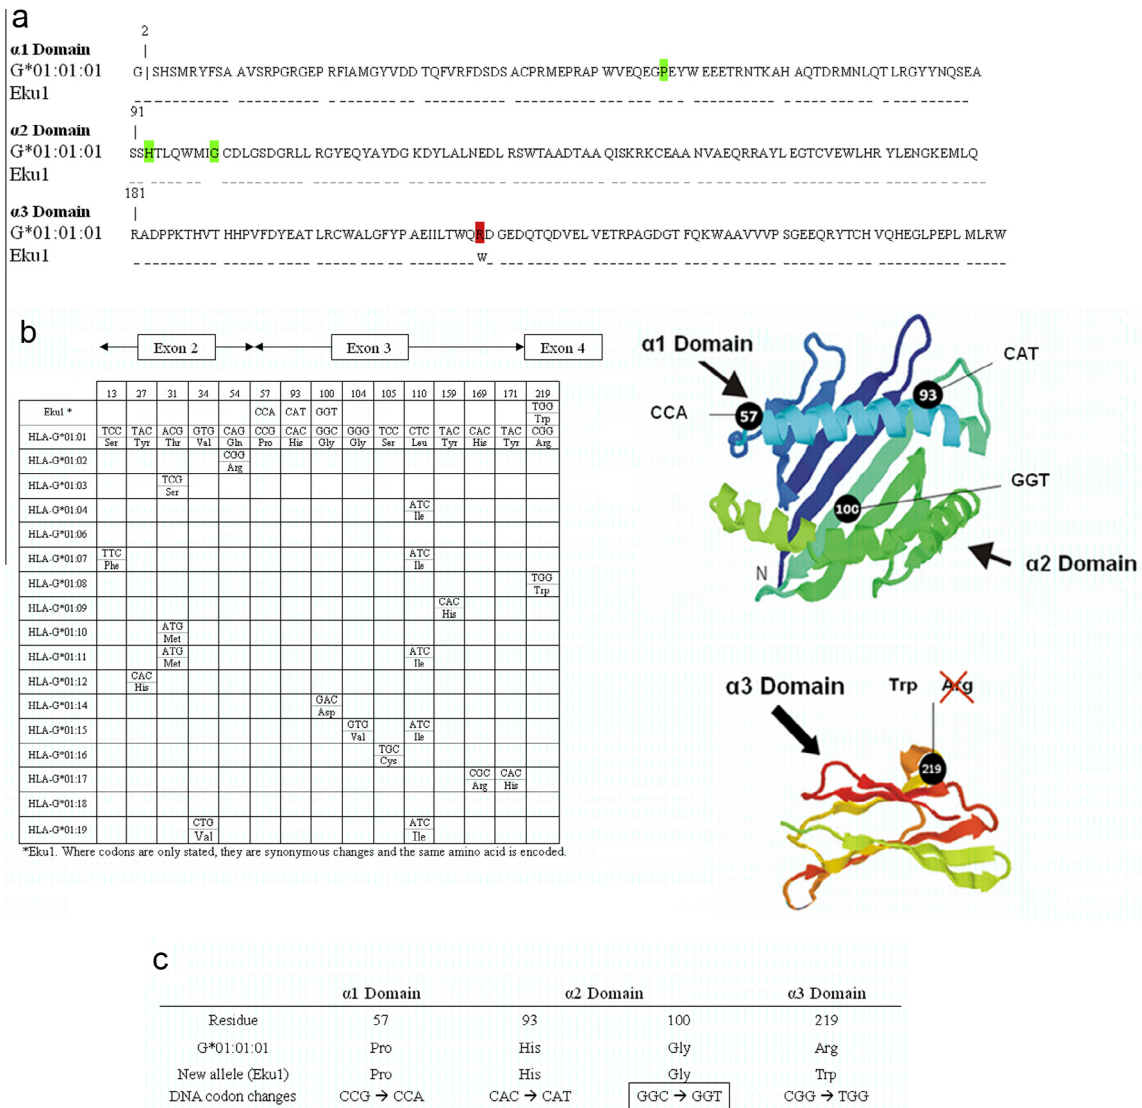 a
2
α1 Domain |
G*01:01:01 G|SHSMRYFSA AVSRPGRGEP RFIAMGYVDD TQFVRFDSDS ACPRMEPRAP WVEQEGPEYW EEETRNTKAH AQTDRMNLQT LRGYYNQSEA
Eku1
91
α2 Domain |
G*01:01:01 SSHTLQWMIG CDLGSDGRLL RGYEQYAYDG KDYLALNEDL RSWTAADTAA QISKRKCEAA NVAEQRRAYL EGTCVEWLHR YLENGKEMLQ
Eku1
181
α3 Domain |
G*01:01:01 RADPPKTHVT HHPVFDYEAT LRCWALGFYP AEIILTWQRD GEDQTQDVEL VETRPAGDGT FQKWAAVVVP SGEEQRYTCH VQHEGLPEPL MLRW
Eku1 W
b
Exon 2 Exon 3 Exon 4
13 27 31 34 54 57 93 100 104 105 110 159 169 171 219
Eku1 * CCA CAT GGT TGG
Trp
HLA-G*01:01 TCC TAC ACG GTG CAG CCG CAC GGC GGG TCC CTC TAC CAC TAC CGG
Ser Tyr Thr Val Gln Pro His Gly Gly Ser Leu Tyr His Tyr Arg
HLA-G*01:02 CGG
Arg
HLA-G*01:03 TCG
Ser
HLA-G*01:04 ATC
Ile
HLA-G*01:06
HLA-G*01:07 TTC ATC
Phe Ile
HLA-G*01:08 TGG
Trp
HLA-G*01:09 CAC
His
HLA-G*01:10 ATG
Met
HLA-G*01:11 ATG ATC
Met Ile
HLA-G*01:12 CAC
His
HLA-G*01:14 GAC
Asp
HLA-G*01:15 GTG ATC
Val Ile
HLA-G*01:16 TGC
Cys
HLA-G*01:17 CGC CAC
Arg His
HLA-G*01:18
HLA-G*01:19 CTG ATC
Val Ile
*Eku1. Where codons are only stated, they are synonymous changes and the same amino acid is encoded.
α1 Domain
CAT
CCA
57
93
GGT
100
α2 Domain
N
α3 Domain
Trp Arg
219
c
α1 Domain α2 Domain α3 Domain
Residue 57 93 100 219
G*01:01:01 Pro His Gly Arg
New allele (Eku1) Pro His Gly Trp
DNA codon changes CCG → CCA CAC → CAT GGC → GGT CGG → TGG